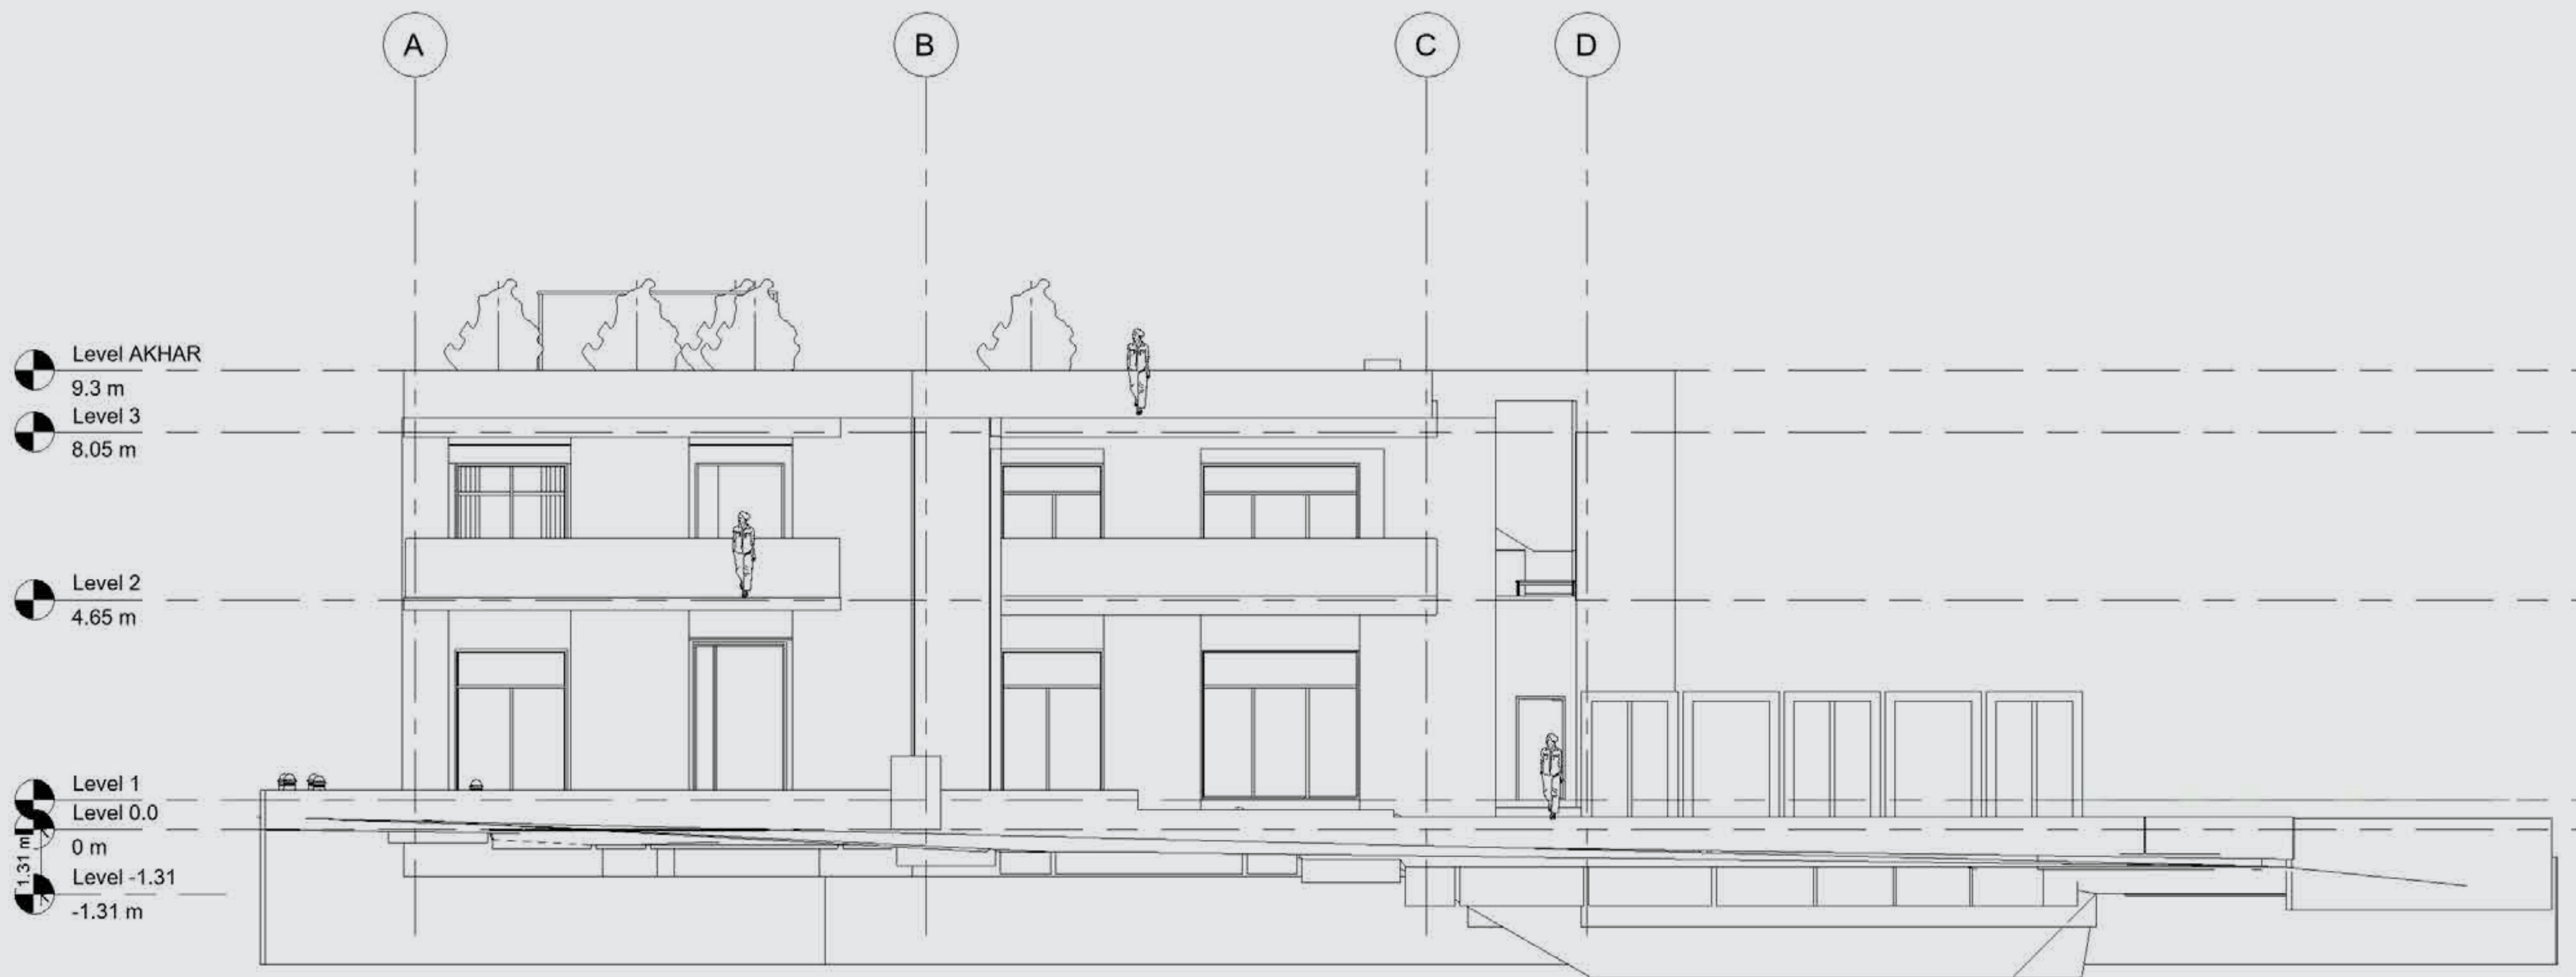 A
B
C
D
Level AKHAR
9.3 m
Level 3
8.05 m
Level 2
4.65 m
Level 1
Level 0.0
0 m
1.31 m
Level -1.31
-1.31 m